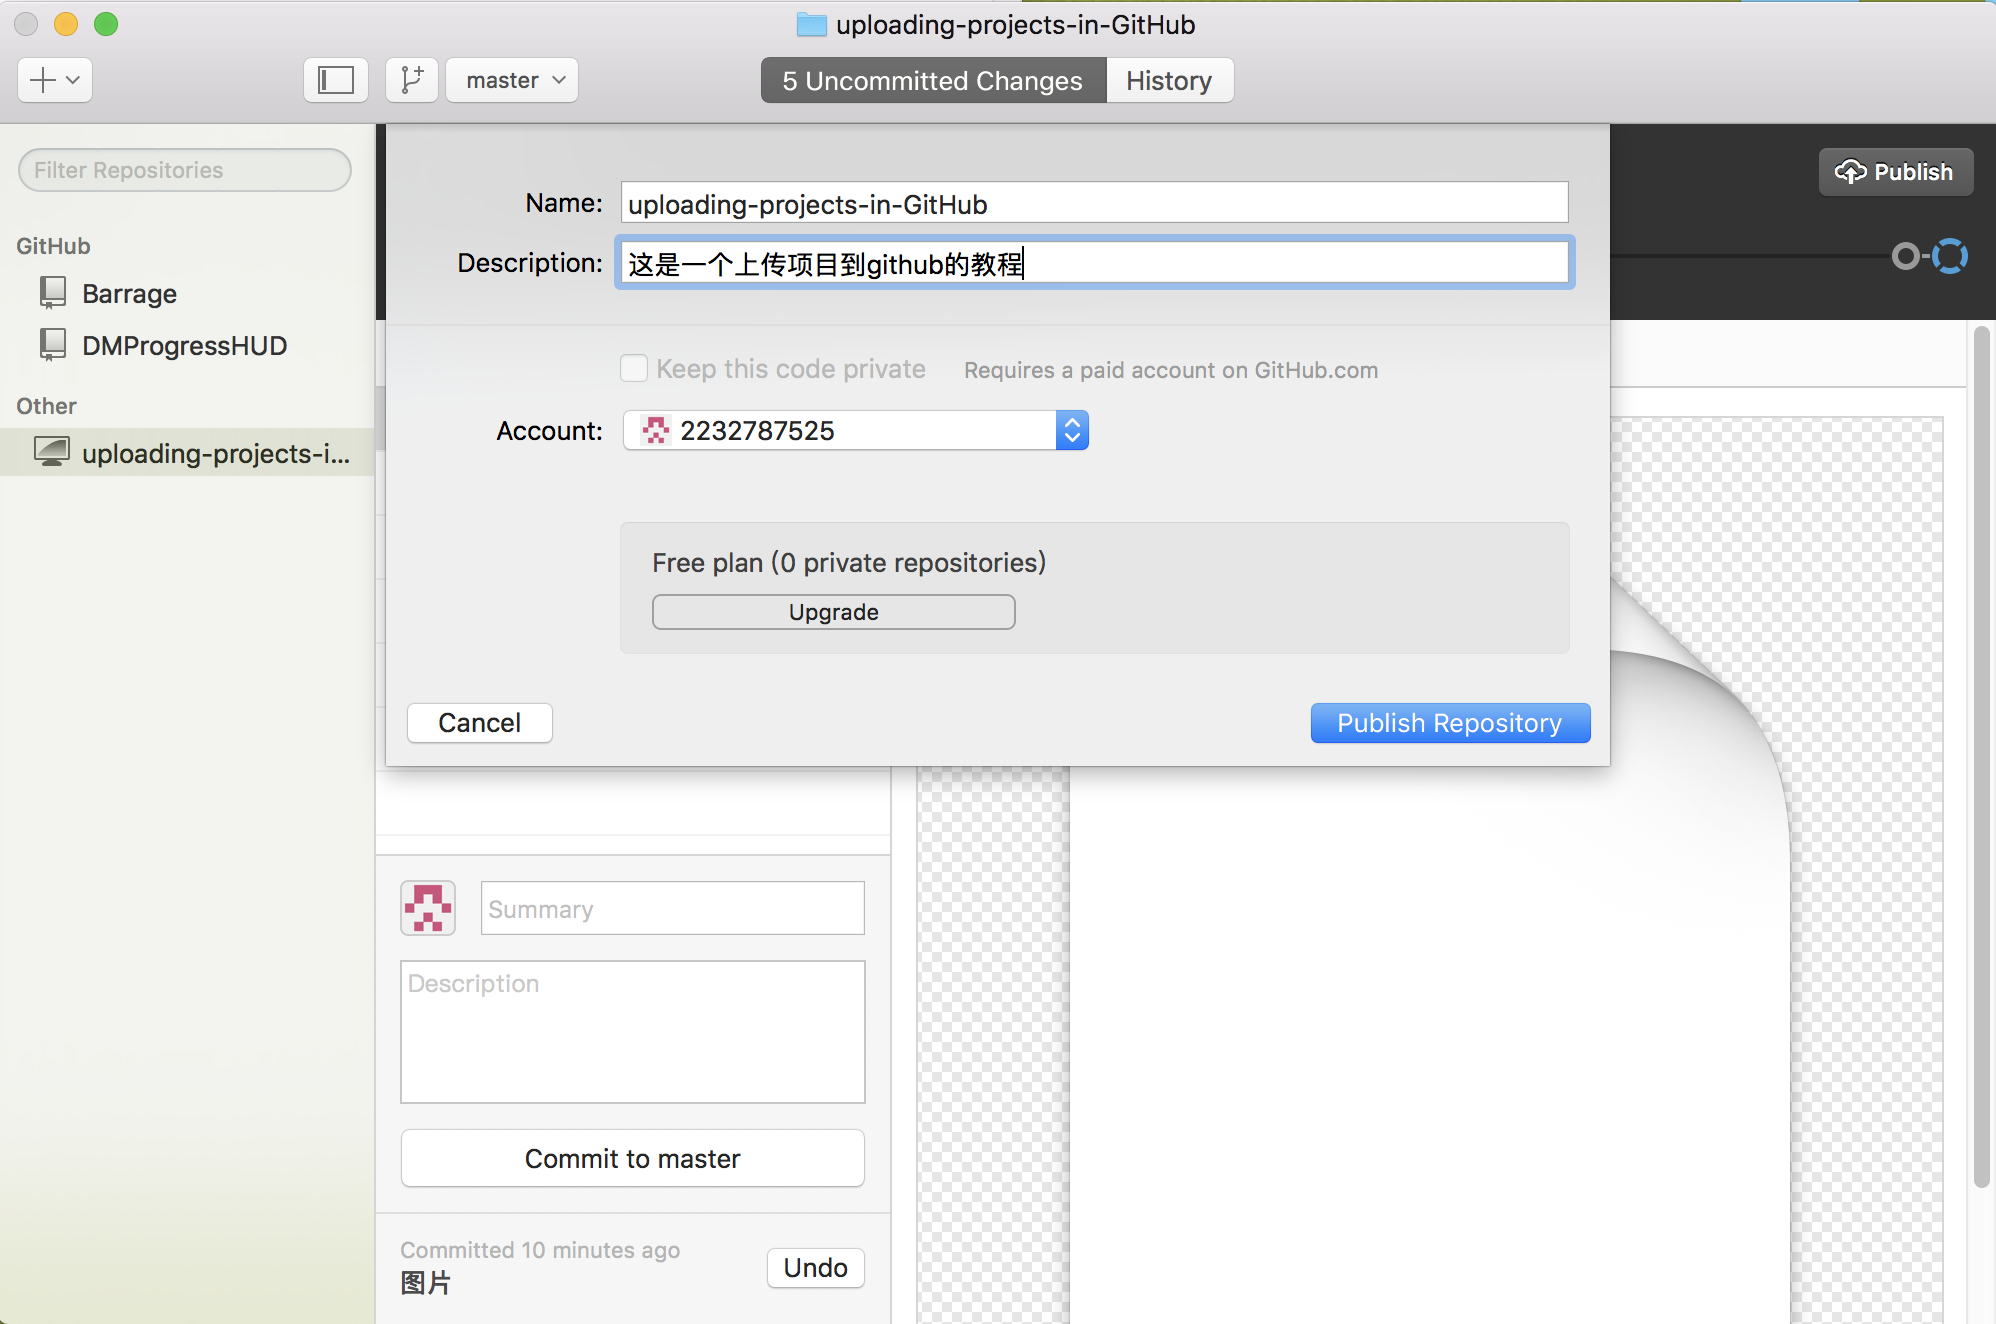 uploading-projects-in-GitHub
master
5 Uncommitted Changes
History
Filter Repositories
GitHub
Barrage
DMProgressHUD
Other
uploading-projects-i...
Publish
Name:
uploading-projects-in-GitHub
Description:
这是一个上传项目到github的教程
Keep this code private
Requires a paid account on GitHub.com
Account:
2232787525
Free plan (0 private repositories)
Upgrade
Cancel
Publish Repository
Summary
Description
Commit to master
Committed 10 minutes ago
图片
Undo